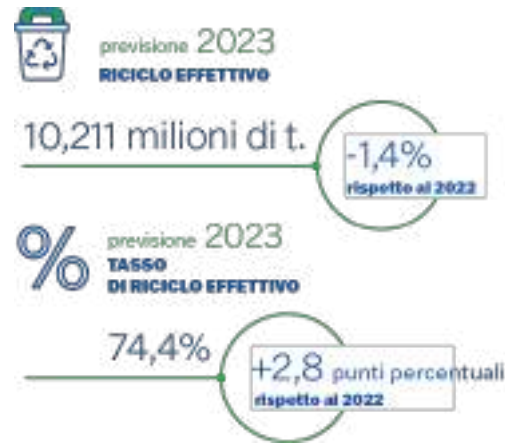 previsione 2023
RICICLO EFFETTIVO
10,211 milioni di t.
-1,4%
rispetto al 2022
% previsione 2023
TASSO
DI RICICLO EFFETTIVO
74,4%
+2,8 punti percentuali
rispetto al 2022